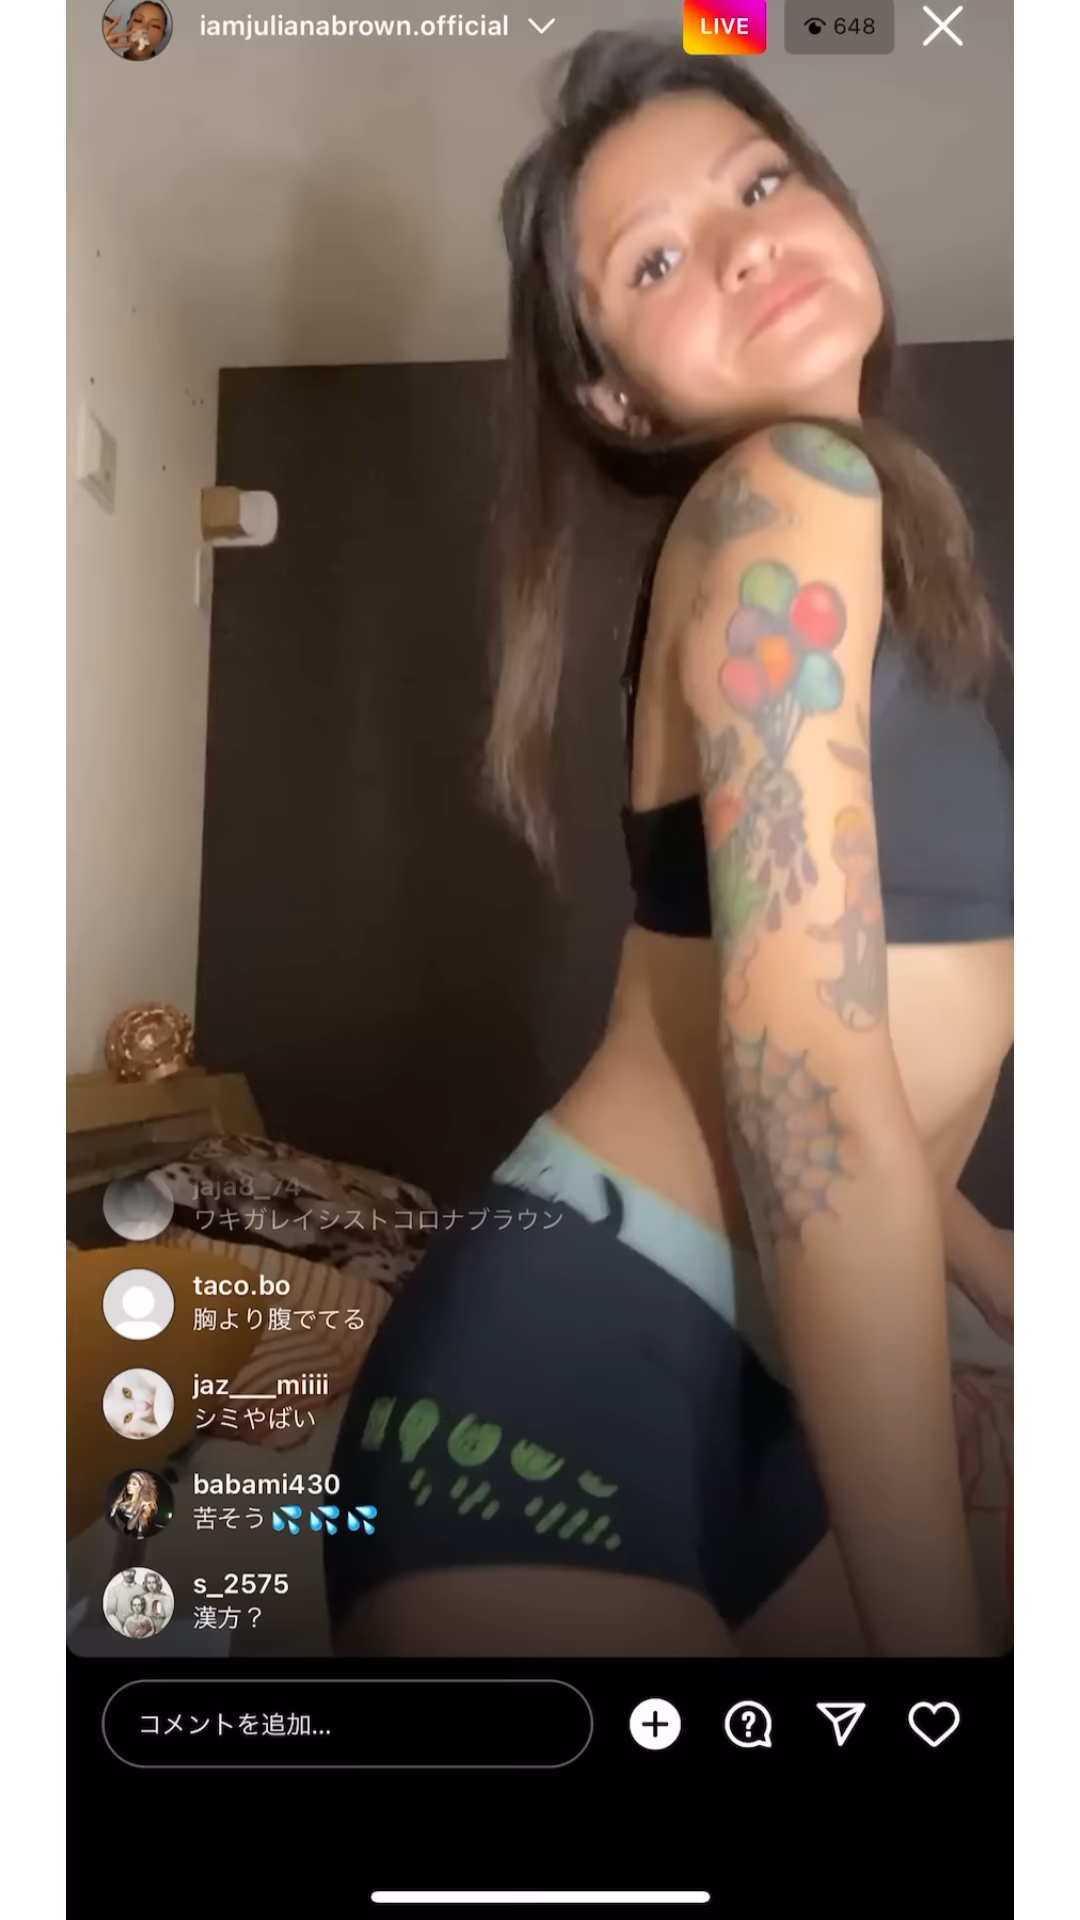 iamjulianabrown.official
LIVE
648
jaja8_74
ワキガレイシストコロナブラウン
taco.bo
胸より腹でてる
jaz___miiii
シミやばい
babami430
苦そう💦💦💦
s_2575
漢方？
コメントを追加...